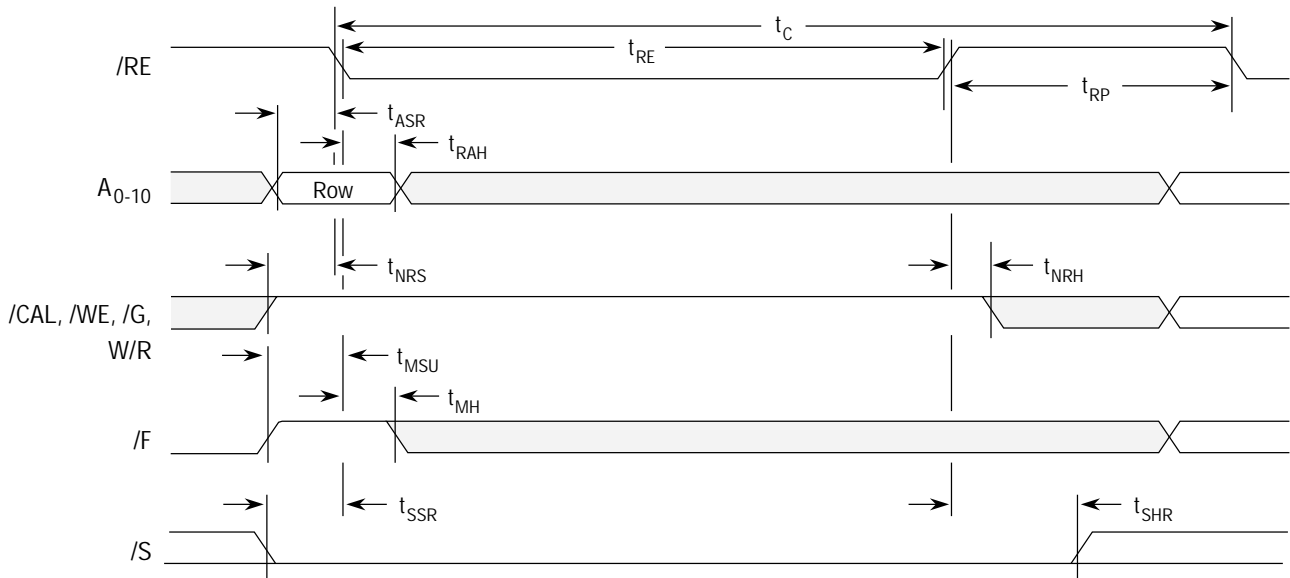 t_C
t_RE
/RE
t_RP
t_ASR
t_RAH
A_0-10
Row
t_NRS
t_NRH
/CAL, /WE, /G,
W/R
t_MSU
t_MH
/F
t_SSR
t_SHR
/S